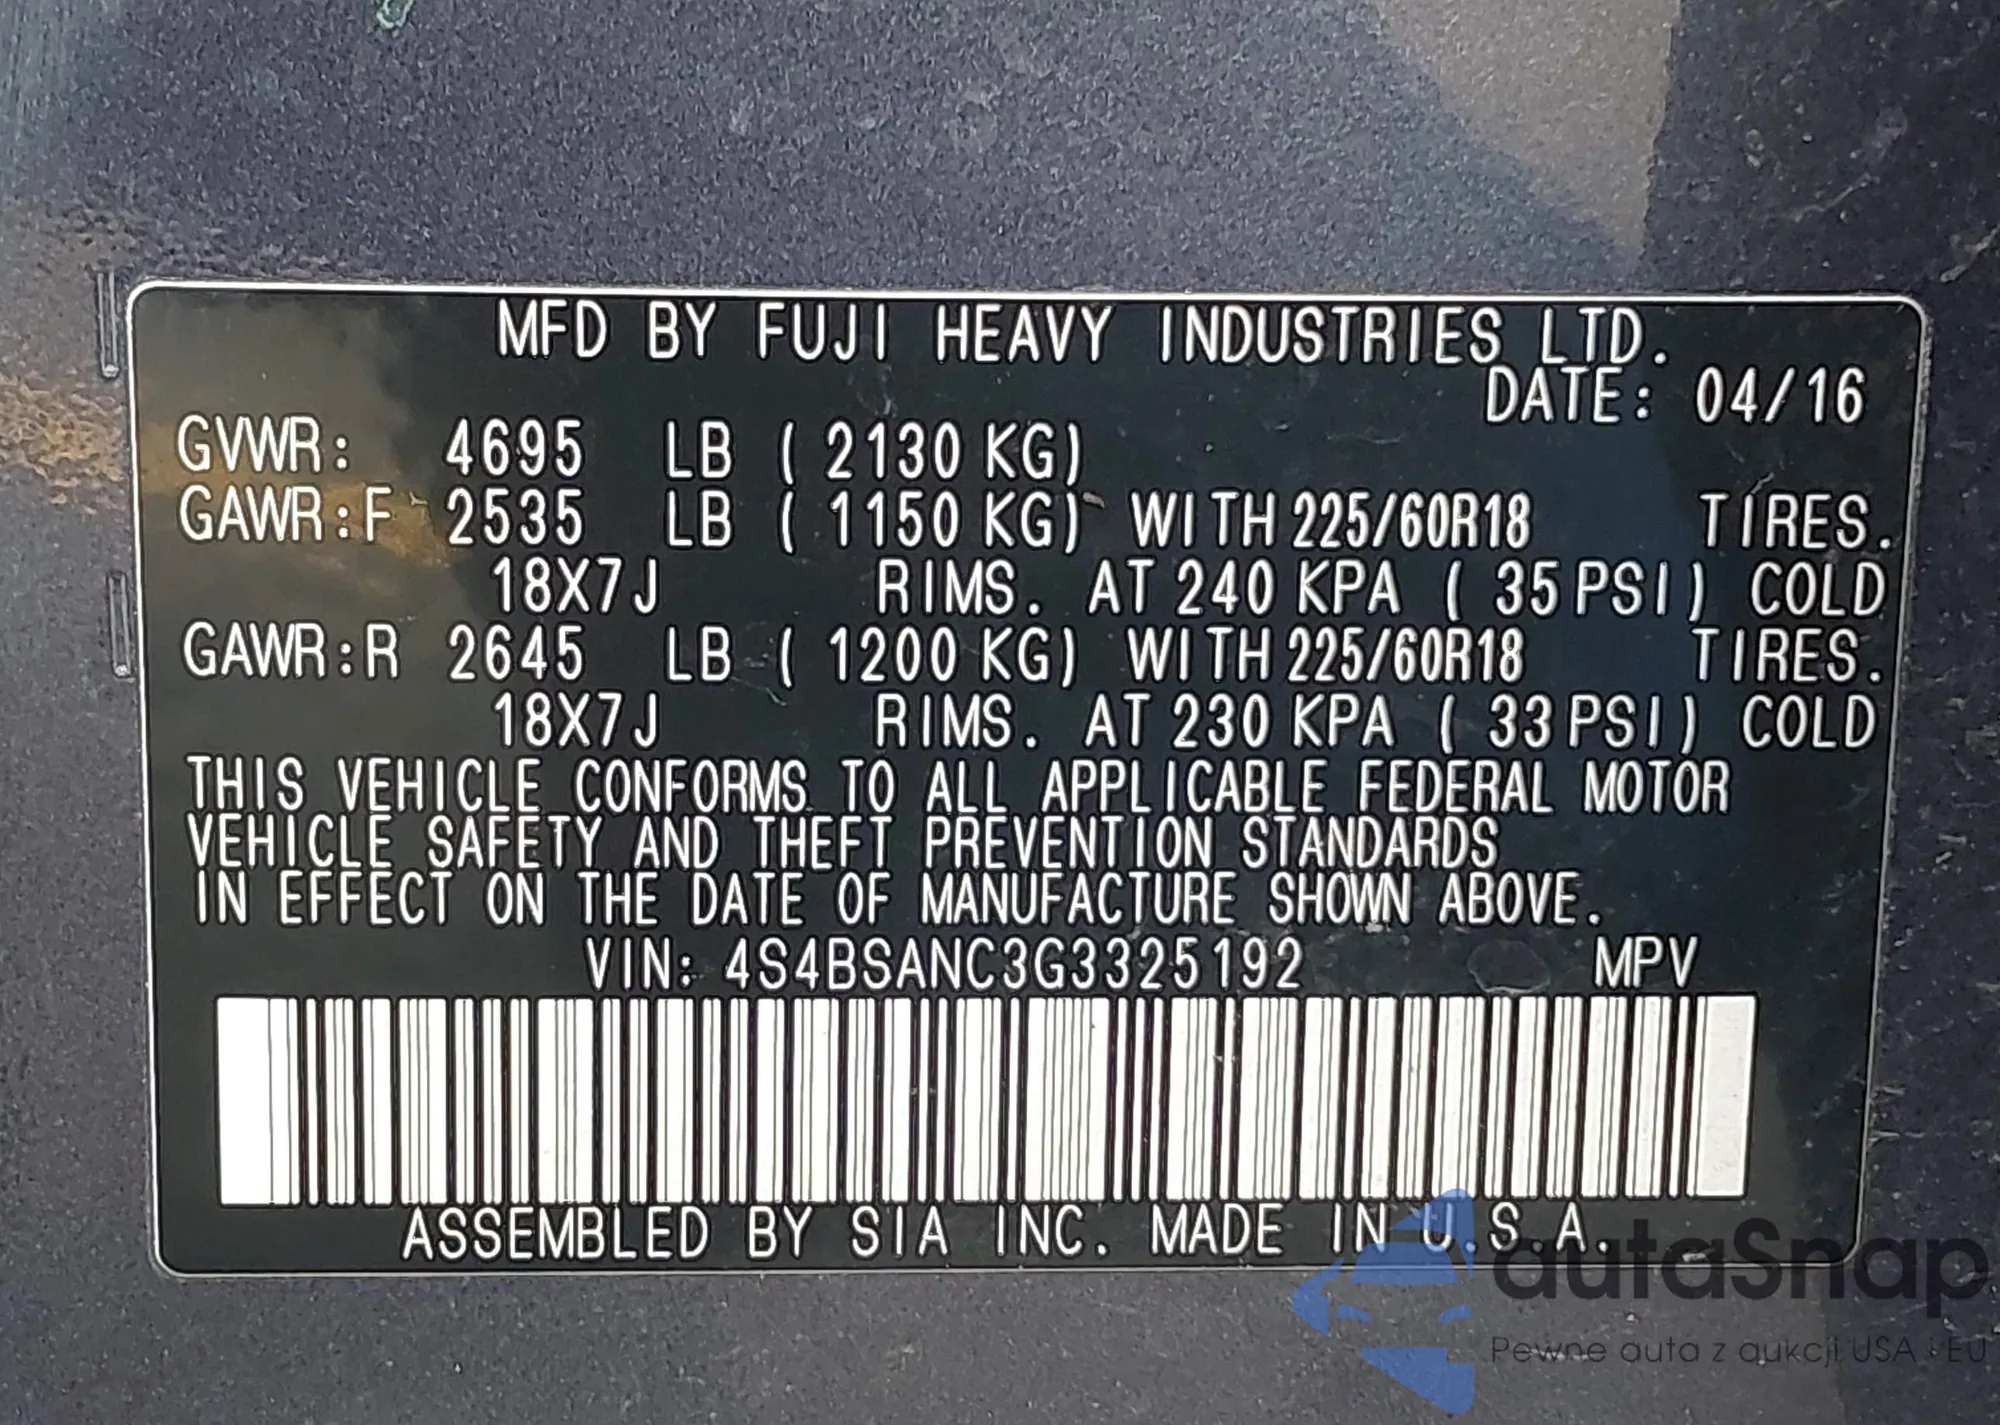 MFD BY FUJI HEAVY INDUSTRIES LTD.
DATE: 04/16
GVWR: 4695 LB ( 2130 KG)
GAWR:F 2535 LB ( 1150 KG) WITH 225/60R18 TIRES.
18X7J RIMS. AT 240 KPA ( 35 PSI) COLD
GAWR:R 2645 LB ( 1200 KG) WITH 225/60R18 TIRES.
18X7J RIMS. AT 230 KPA ( 33 PSI) COLD
THIS VEHICLE CONFORMS TO ALL APPLICABLE FEDERAL MOTOR
VEHICLE SAFETY AND THEFT PREVENTION STANDARDS
IN EFFECT ON THE DATE OF MANUFACTURE SHOWN ABOVE.
VIN: 4S4BSANC3G3325192 MPV
ASSEMBLED BY SIA INC. MADE IN U.S.A.
autaSnap
Pewne auta z aukcji USA i EU